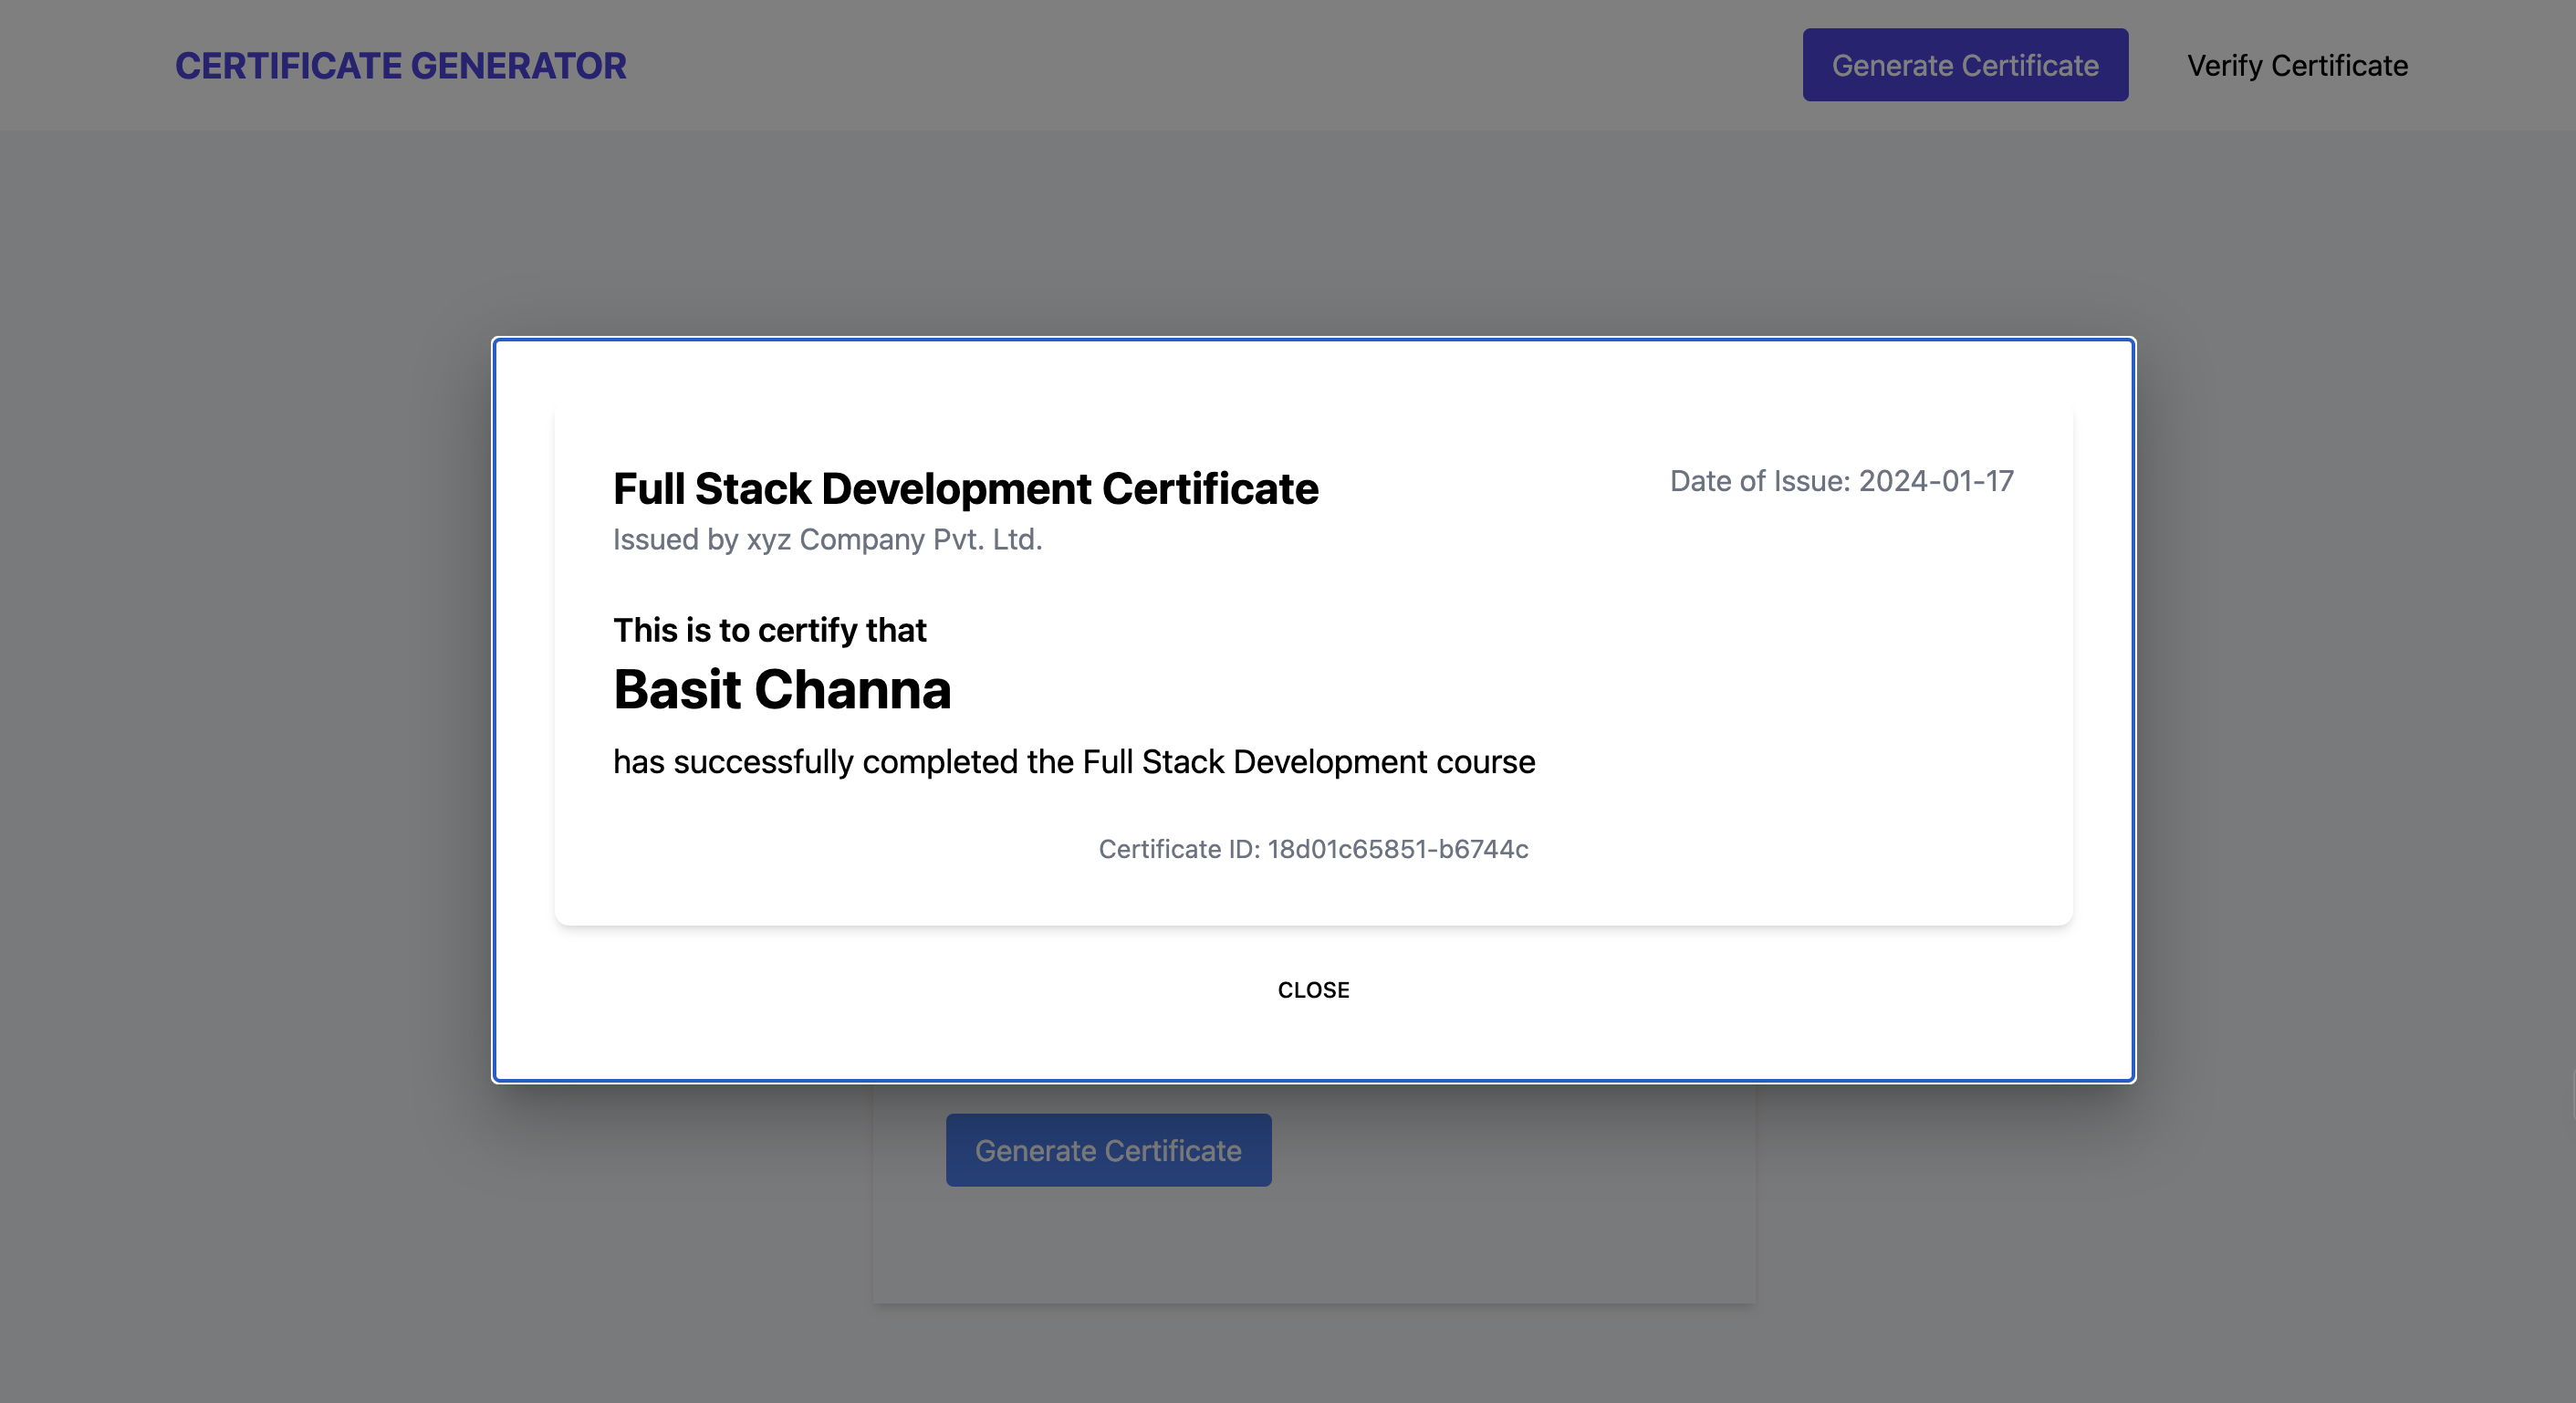 CERTIFICATE GENERATOR
Generate Certificate
Verify Certificate
Full Stack Development Certificate
Date of Issue: 2024-01-17
Issued by xyz Company Pvt. Ltd.
This is to certify that
Basit Channa
has successfully completed the Full Stack Development course
Certificate ID: 18d01c65851-b6744c
CLOSE
Generate Certificate